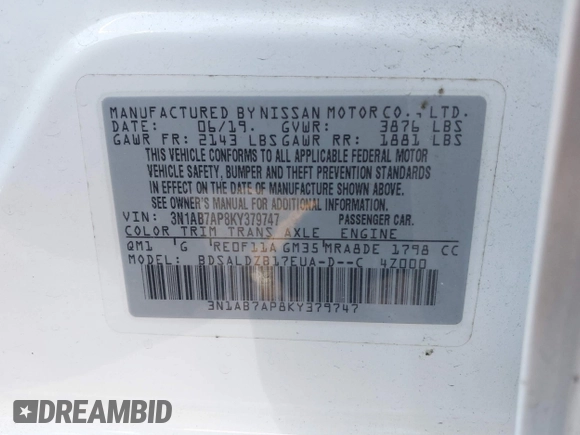 MANUFACTURED BY NISSAN MOTOR CO., LTD.
DATE: 06/19. GVWR: 3876 LBS
GAWR FR: 2143 LBS GAWR RR: 1881 LBS
THIS VEHICLE CONFORMS TO ALL APPLICABLE FEDERAL MOTOR
VEHICLE SAFETY, BUMPER AND THEFT PREVENTION STANDARDS
IN EFFECT ON THE DATE OF MANUFACTURE SHOWN ABOVE.
SEE OWNER'S MANUAL FOR ADDITIONAL INFORMATION.
VIN: 3N1AB7AP8KY379747 PASSENGER CAR.
COLOR TRIM TRANS AXLE ENGINE
QM1 G RE0F11A GM35 MRA8DE 1798 CC
MODEL: BDSALDZB17EUA-D--C 4Z000
3N1AB7AP8KY379747
DREAMBID